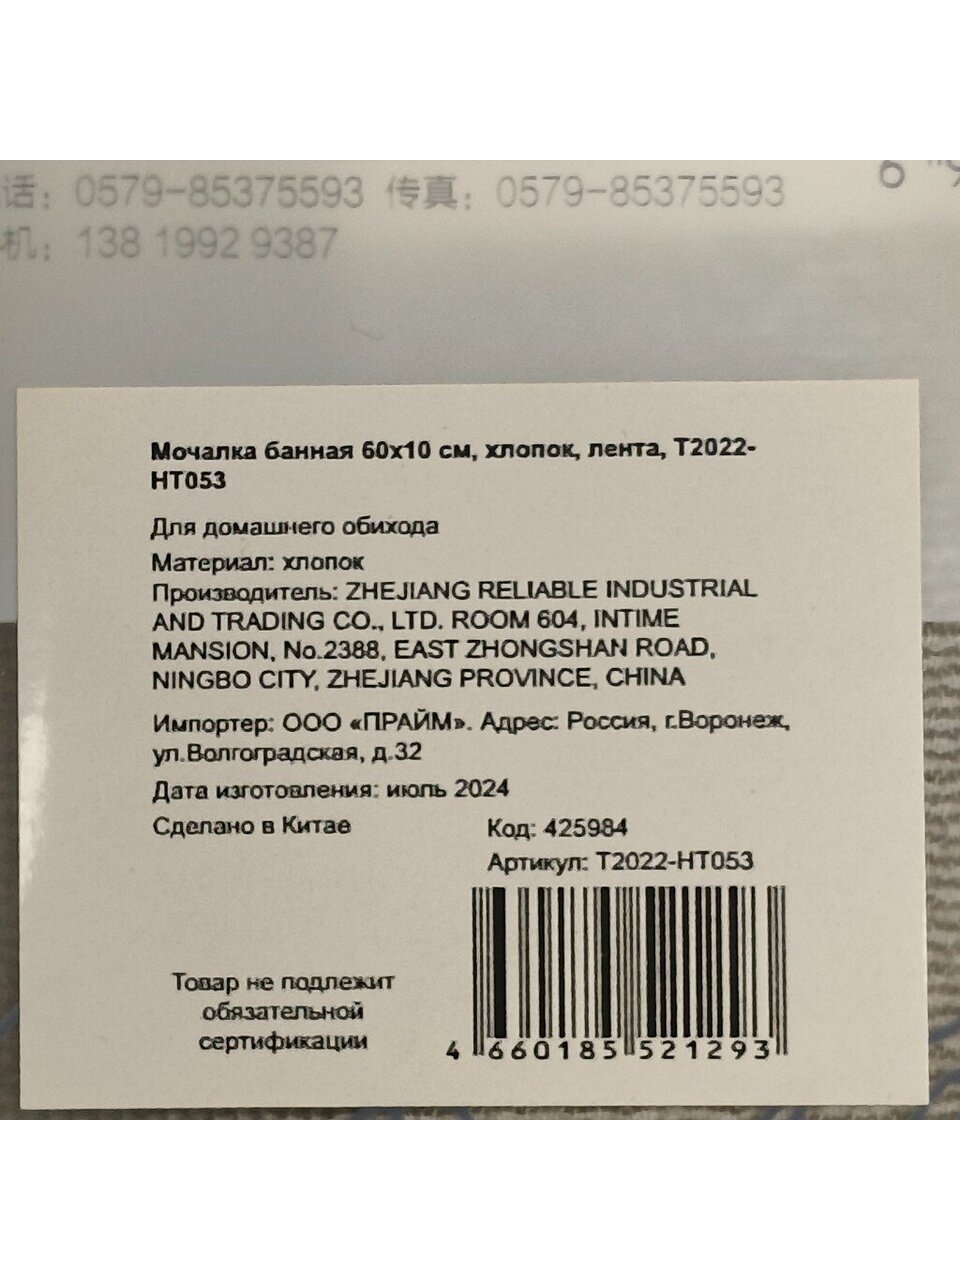 话：0579-85375593 传真：0579-85375593
机：138 1992 9387
Мочалка банная 60х10 см, хлопок, лента, T2022-
HT053
Для домашнего обихода
Материал: хлопок
Производитель: ZHEJIANG RELIABLE INDUSTRIAL
AND TRADING CO., LTD. ROOM 604, INTIME
MANSION, No.2388, EAST ZHONGSHAN ROAD,
NINGBO CITY, ZHEJIANG PROVINCE, CHINA
Импортер: ООО «ПРАЙМ». Адрес: Россия, г.Воронеж,
ул.Волгоградская, д.32
Дата изготовления: июль 2024
Сделано в Китае
Код: 425984
Артикул: T2022-HT053
Товар не подлежит
обязательной
сертификации
4 660185 521293